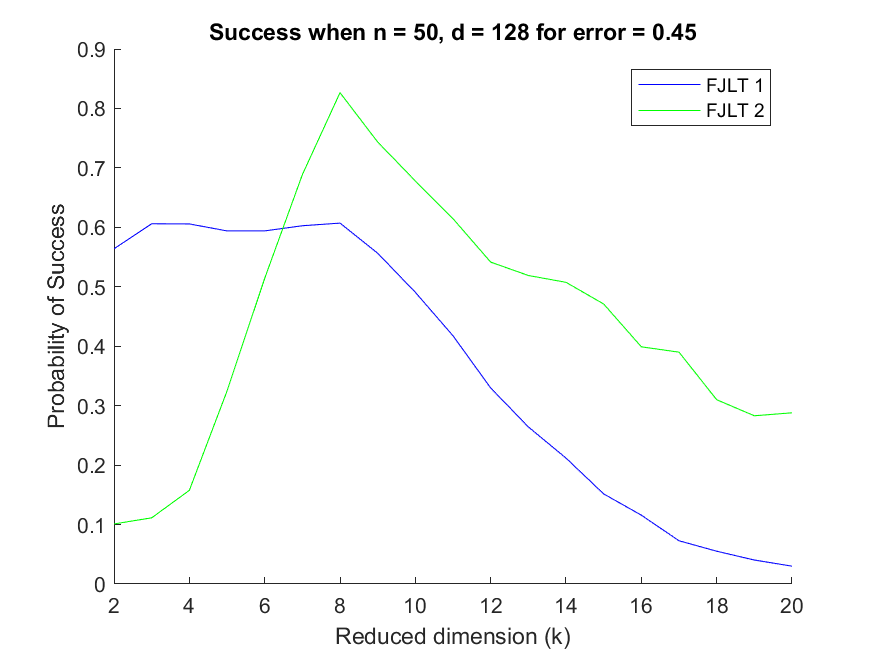 Success when n = 50, d = 128 for error = 0.45
FJLT 1
FJLT 2
Probability of Success
0.9
0.8
0.7
0.6
0.5
0.4
0.3
0.2
0.1
0
2 4 6 8 10 12 14 16 18 20
Reduced dimension (k)